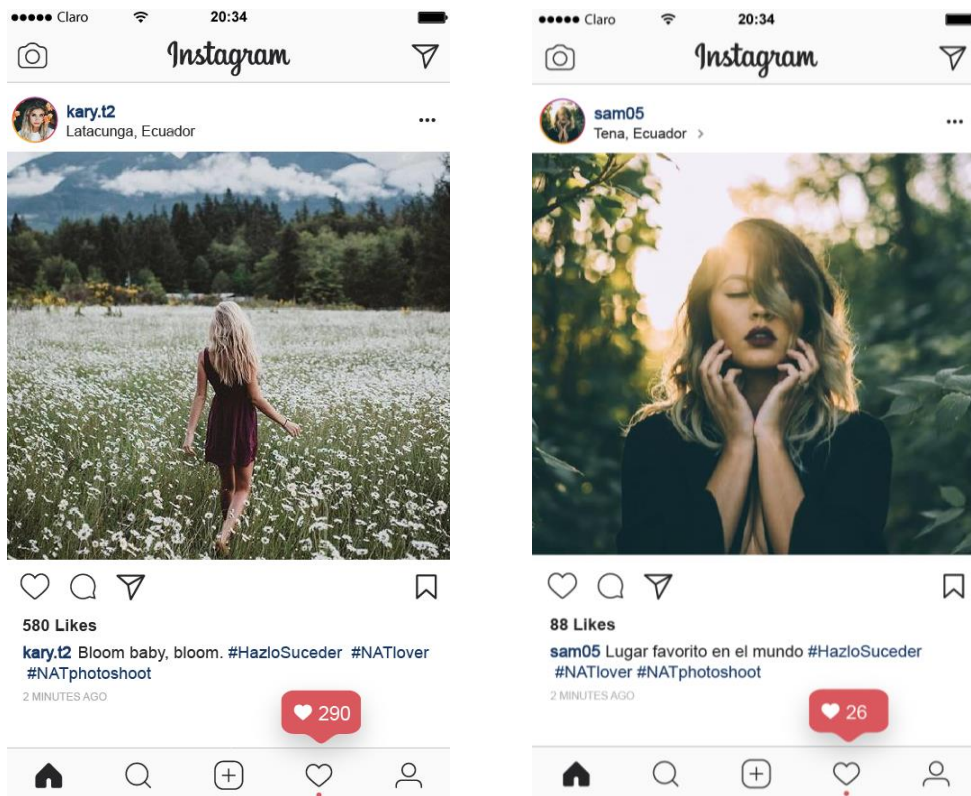 Claro 20:34
Instagram
kary.t2
Latacunga, Ecuador
580 Likes
kary.t2 Bloom baby, bloom. #HazloSuceder #NATlover
#NATphotoshoot
2 MINUTES AGO
290
Claro 20:34
Instagram
sam05
Tena, Ecuador >
88 Likes
sam05 Lugar favorito en el mundo #HazloSuceder
#NATlover #NATphotoshoot
2 MINUTES AGO
26